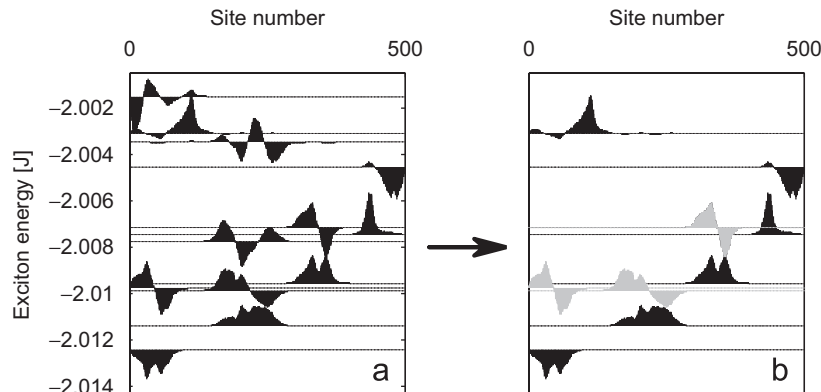 Site number
Site number
0
500
0
500
Exciton energy [J]
−2.002
−2.004
−2.006
−2.008
−2.01
−2.012
−2.014
a
b